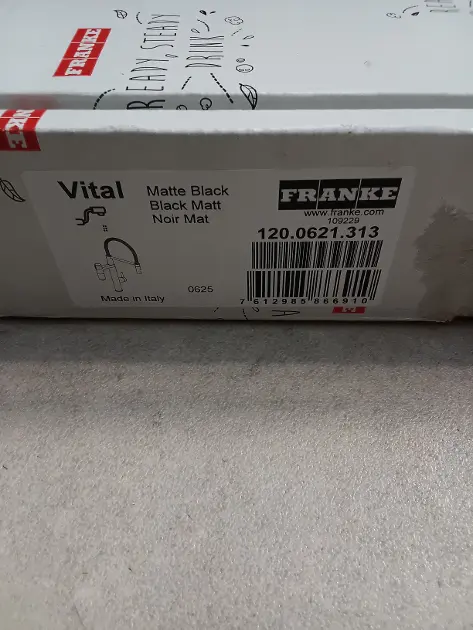 FRANKE
READY, STEADY
DRINK
Vital
Matte Black
Black Matt
Noir Mat
FRANKE
www.franke.com
109229
120.0621.313
Made in Italy
0625
7 612985 866910